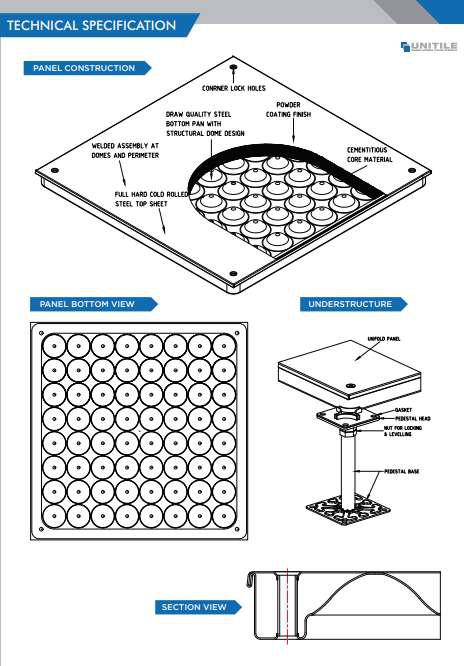 TECHNICAL SPECIFICATION
UNITILE
PANEL CONSTRUCTION
CONRNER LOCK HOLES
DRAW QUALITY STEEL
BOTTOM PAN WITH
STRUCTURAL DOME DESIGN
POWDER
COATING FINISH
WELDED ASSEMBLY AT
DOMES AND PERIMETER
CEMENTITIOUS
CORE MATERIAL
FULL HARD COLD ROLLED
STEEL TOP SHEET
PANEL BOTTOM VIEW
UNDERSTRUCTURE
UNIFOLD PANEL
GASKET
PEDESTAL HEAD
NUT FOR LOCKING
& LEVELLING
PEDESTAL BASE
SECTION VIEW